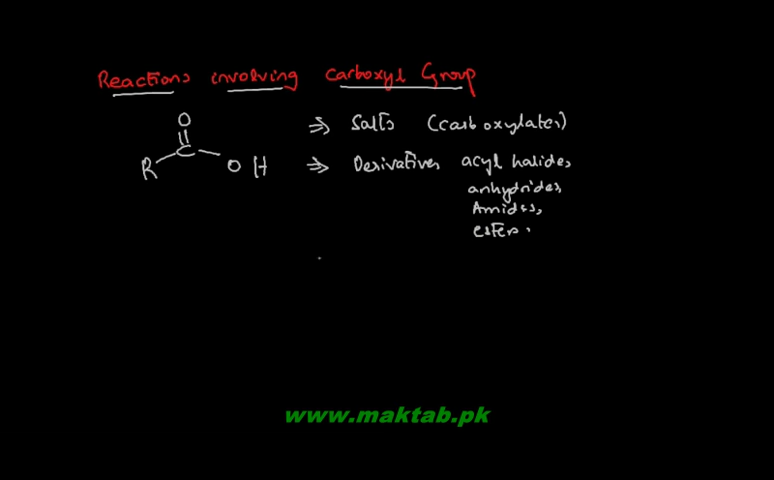 Reactions involving Carboxyl Group
O
R C O H
⇒ Salts (carboxylates)
⇒ Derivatives acyl halides,
anhydrides,
Amides,
esters.
www.maktab.pk